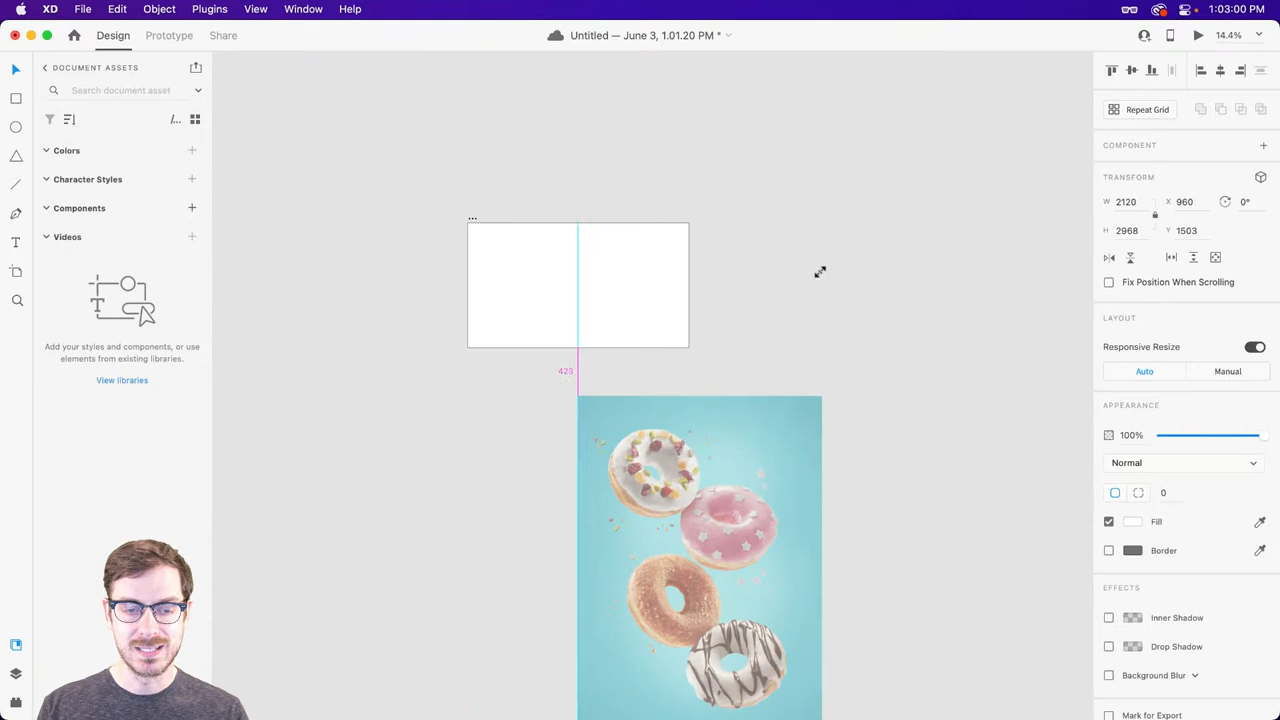 XD File Edit Object Plugins View Window Help 1:03:00 PM
Design Prototype Share Untitled — June 3, 1.01.20 PM * 14.4%
DOCUMENT ASSETS
Search document asset
/...
Colors
Character Styles
Components
Videos
Add your styles and components, or use
elements from existing libraries.
View libraries
...
423
Repeat Grid
COMPONENT
TRANSFORM
W 2120 X 960 0°
H 2968 Y 1503
Fix Position When Scrolling
LAYOUT
Responsive Resize
Auto Manual
APPEARANCE
100%
Normal
0
Fill
Border
EFFECTS
Inner Shadow
Drop Shadow
Background Blur
Mark for Export